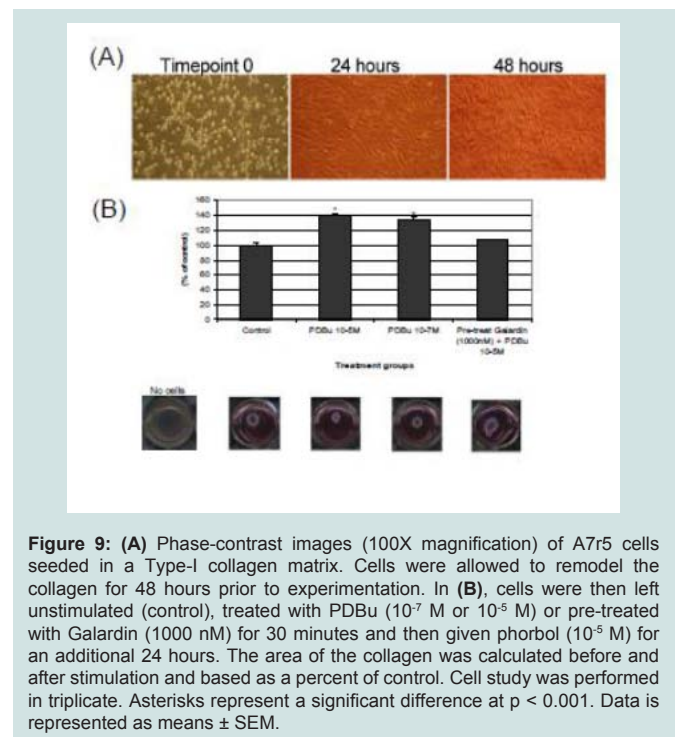 (A)
Timepoint 0 24 hours 48 hours
(B)
(% of control)
160
140
120
100
80
60
40
20
0
* *
Control PDBu 10-5M PDBu 10-7M Pre-treat Galardin
(1000nM) + PDBu
10-5M
Treatment groups
No cells
Figure 9: (A) Phase-contrast images (100X magnification) of A7r5 cells
seeded in a Type-I collagen matrix. Cells were allowed to remodel the
collagen for 48 hours prior to experimentation. In (B), cells were then left
unstimulated (control), treated with PDBu (10⁻⁷ M or 10⁻⁵ M) or pre-treated
with Galardin (1000 nM) for 30 minutes and then given phorbol (10⁻⁵ M) for
an additional 24 hours. The area of the collagen was calculated before and
after stimulation and based as a percent of control. Cell study was performed
in triplicate. Asterisks represent a significant difference at p < 0.001. Data is
represented as means ± SEM.